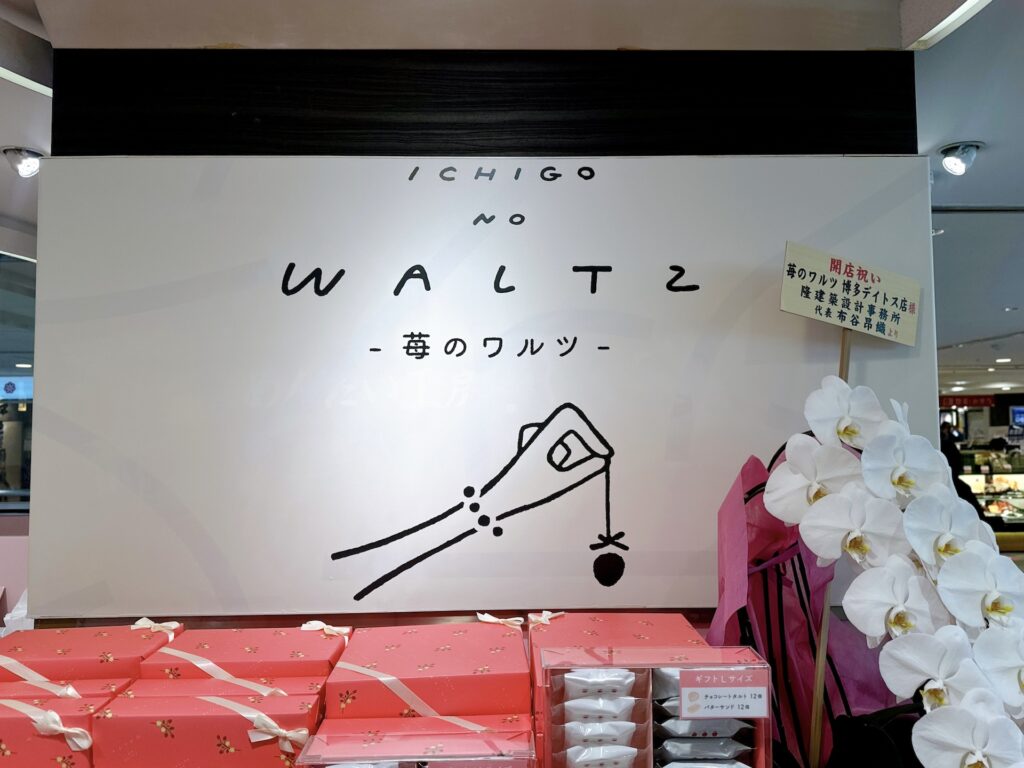 ICHIGO
NO
WALTZ
- 苺のワルツ -
開店祝い
苺のワルツ 博多デイトス店様
隆建築設計事務所
代表 布谷昂織より
ギフトLサイズ
チョコレートタルト 12個
バターサンド 12個